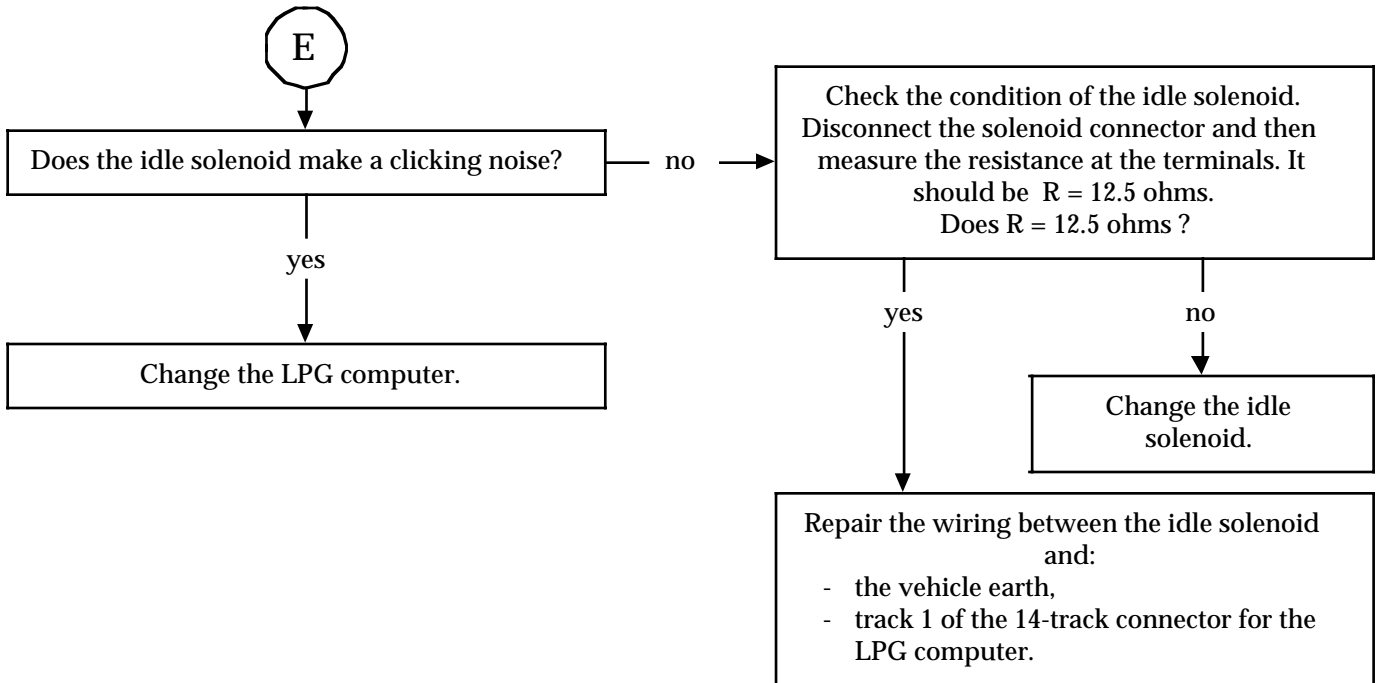 E
Does the idle solenoid make a clicking noise?
no
Check the condition of the idle solenoid.
Disconnect the solenoid connector and then
measure the resistance at the terminals. It
should be R = 12.5 ohms.
Does R = 12.5 ohms ?
yes
Change the LPG computer.
yes
no
Change the idle
solenoid.
Repair the wiring between the idle solenoid
and:
- the vehicle earth,
- track 1 of the 14-track connector for the
LPG computer.